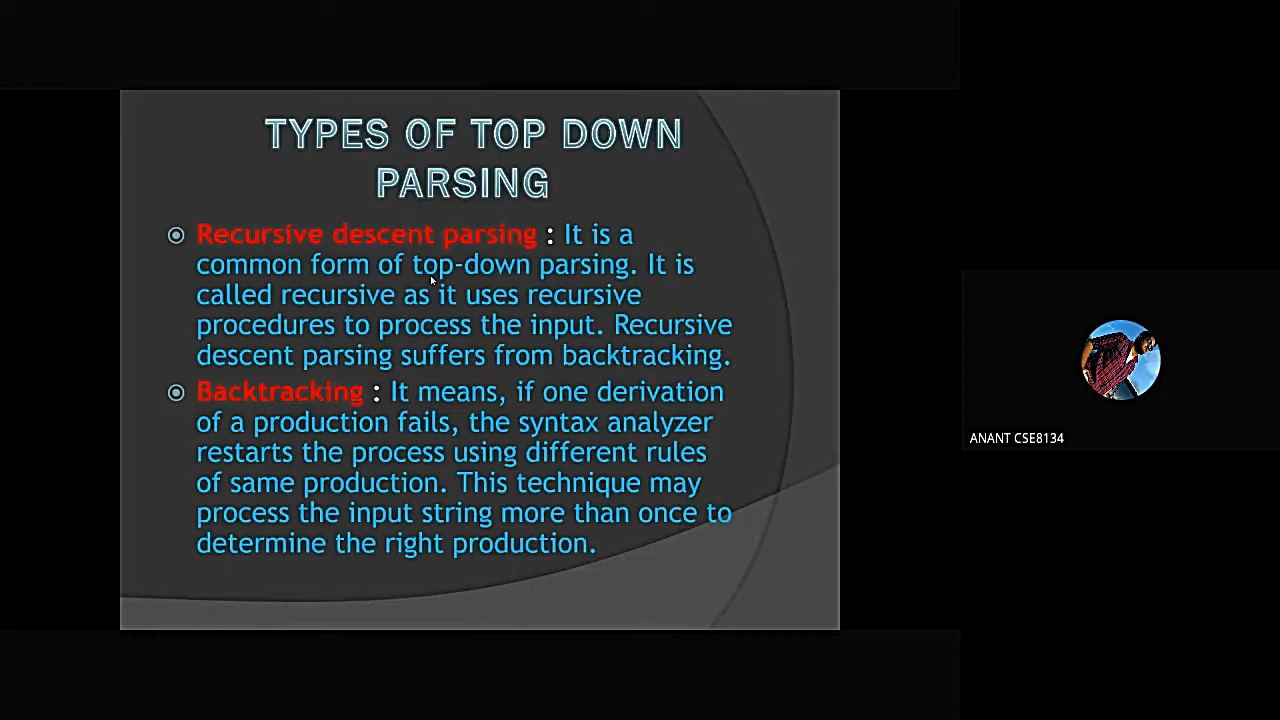 TYPES OF TOP DOWN
PARSING
Recursive descent parsing : It is a
common form of top-down parsing. It is
called recursive as it uses recursive
procedures to process the input. Recursive
descent parsing suffers from backtracking.
Backtracking : It means, if one derivation
of a production fails, the syntax analyzer
restarts the process using different rules
of same production. This technique may
process the input string more than once to
determine the right production.
ANANT CSE8134